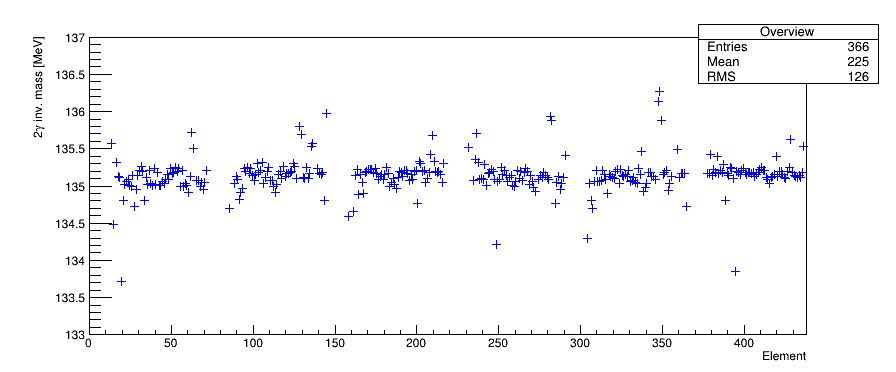 Overview
Entries 366
Mean 225
RMS 126
2γ inv. mass [MeV]
137
136.5
136
135.5
135
134.5
134
133.5
133
0 50 100 150 200 250 300 350 400
Element